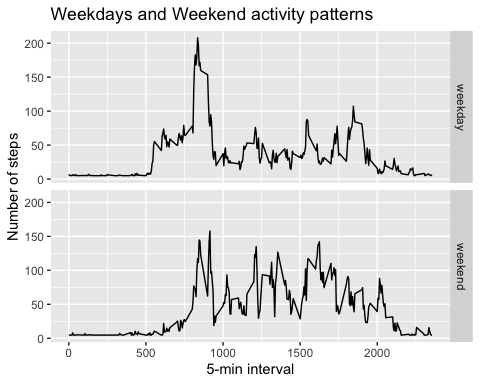 Weekdays and Weekend activity patterns
200
150
100
50
0
weekday
200
150
100
50
0
weekend
Number of steps
0 500 1000 1500 2000
5-min interval